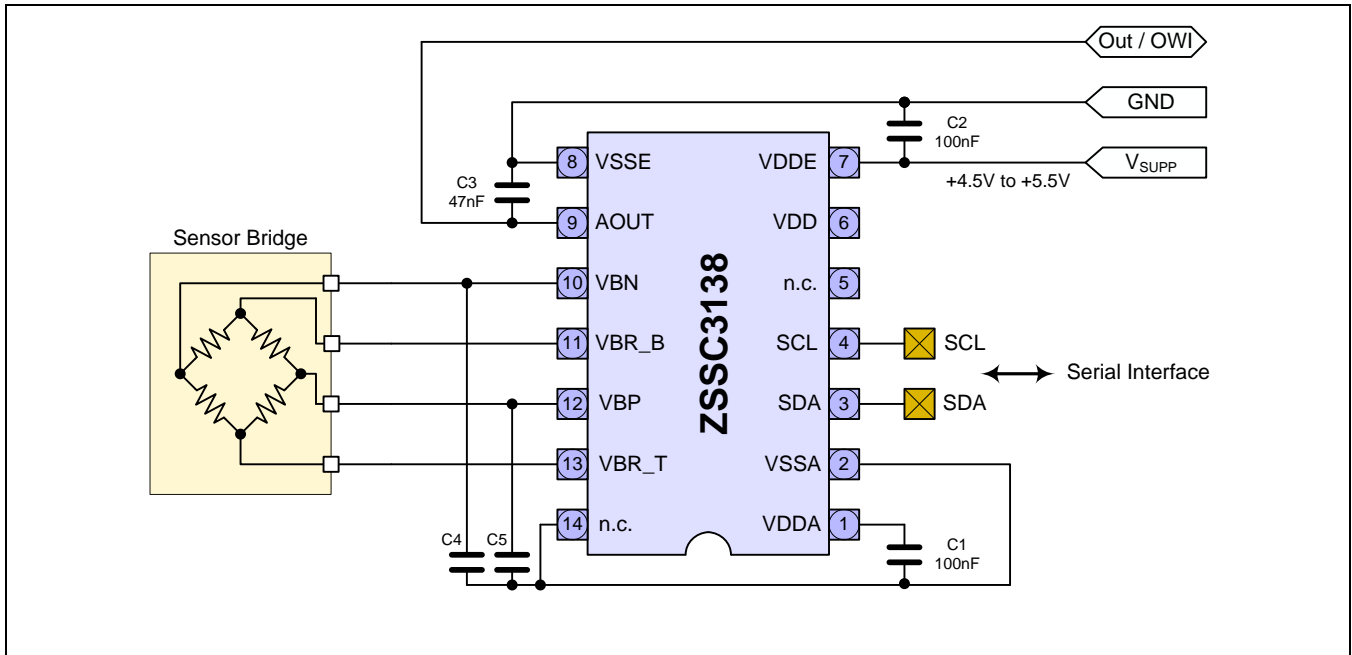 Out / OWI
GND
C2
100nF
V_SUPP
+4.5V to +5.5V
C3
47nF
Sensor Bridge
ZSSC3138
8 VSSE
VDDE 7
9 AOUT
VDD 6
10 VBN
n.c. 5
11 VBR_B
SCL 4
SCL
Serial Interface
12 VBP
SDA 3
SDA
13 VBR_T
VSSA 2
14 n.c.
VDDA 1
C4
C5
C1
100nF